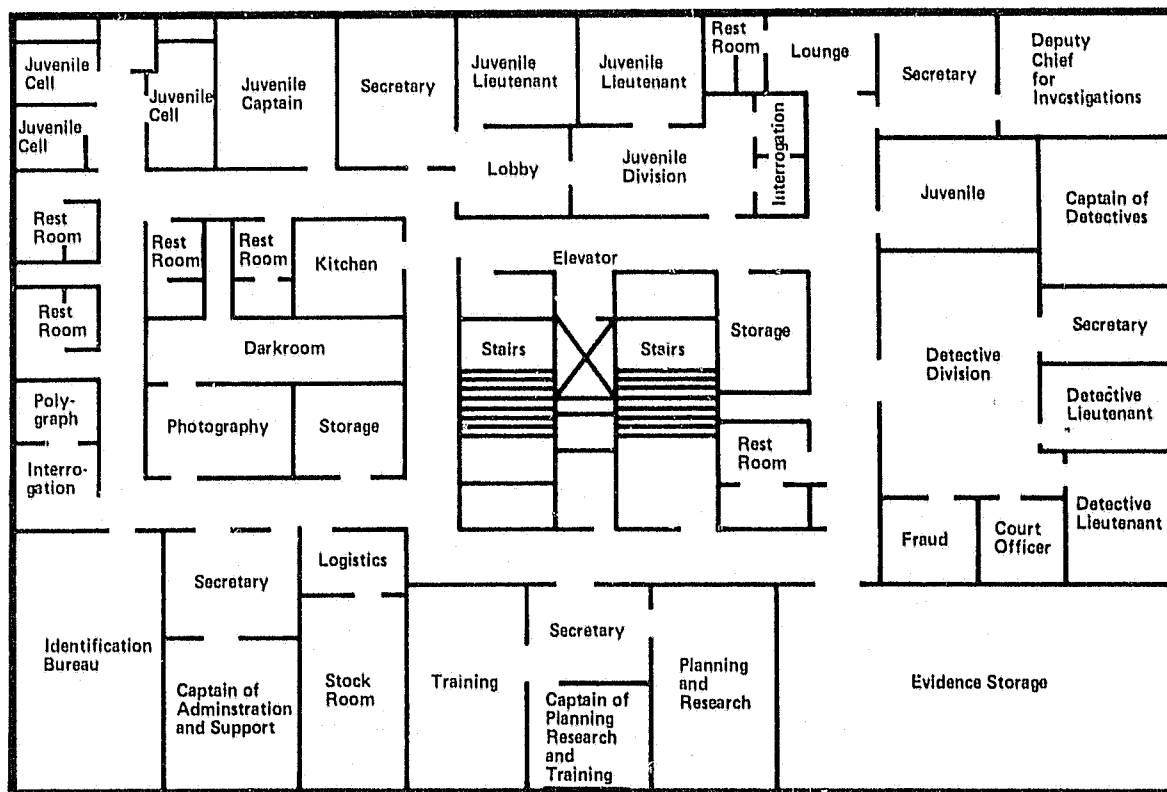 Juvenile
Cell
Juvenile
Cell
Juvenile
Cell
Juvenile
Captain
Secretary
Juvenile
Lieutenant
Juvenile
Lieutenant
Rest
Room
Lounge
Secretary
Deputy
Chief
for
Investigations
Lobby
Juvenile
Division
Interrogation
Juvenile
Captain of
Detectives
Rest
Room
Rest
Room
Rest
Room
Kitchen
Elevator
Rest
Room
Darkroom
Stairs
Stairs
Storage
Detective
Division
Secretary
Detective
Lieutenant
Poly-
graph
Photography
Storage
Rest
Room
Interro-
gation
Detective
Lieutenant
Fraud
Court
Officer
Logistics
Secretary
Identification
Bureau
Captain of
Adminstration
and Support
Stock
Room
Training
Secretary
Captain of
Planning
Research
and
Training
Planning
and
Research
Evidence Storage